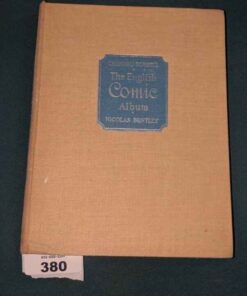 The English
Comic
Album
NICOLAS BENTLEY
380